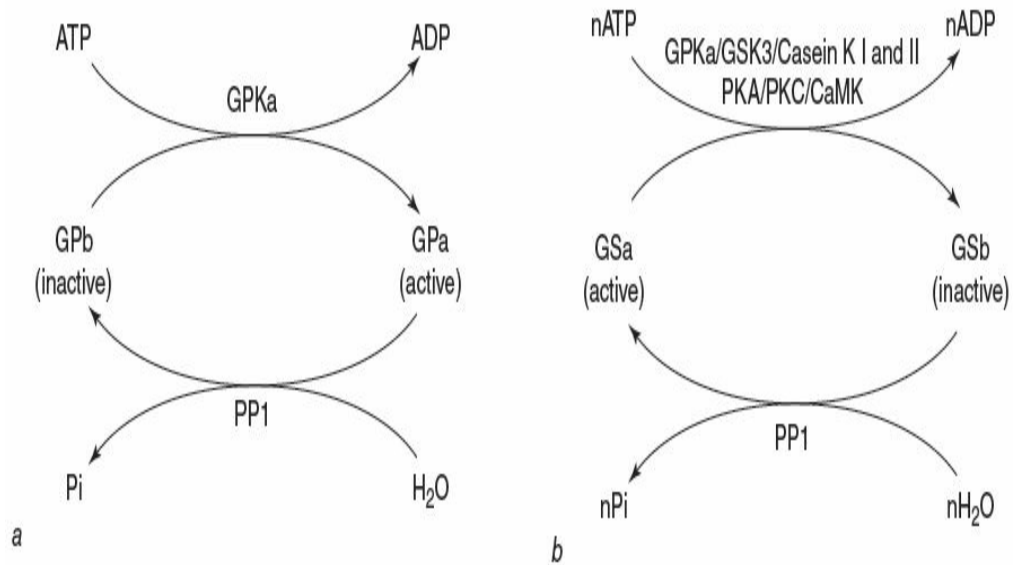 ATP
ADP
GPKa
GPb
(inactive)
GPa
(active)
PP1
Pi
H₂O
a
nATP
nADP
GPKa/GSK3/Casein K I and II
PKA/PKC/CaMK
GSa
(active)
GSb
(inactive)
PP1
nPi
nH₂O
b